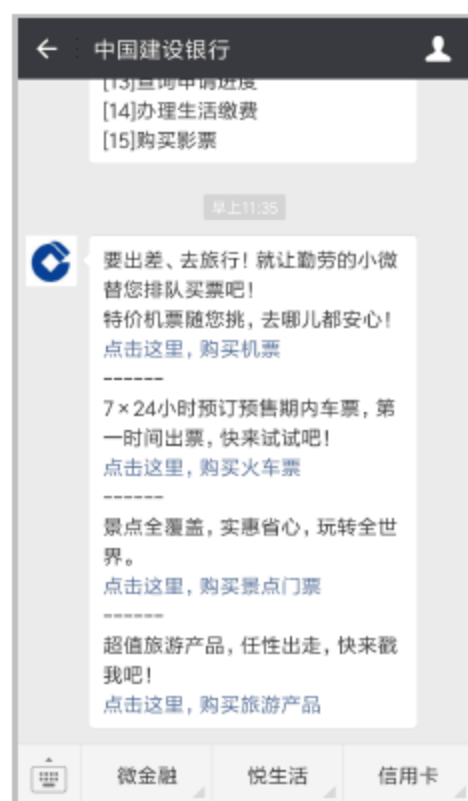 中国建设银行
[13]查询申请进度
[14]办理生活缴费
[15]购买影票
早上11:35
要出差、去旅行！就让勤劳的小微
替您排队买票吧！
特价机票随您挑，去哪儿都安心！
点击这里，购买机票
------
7×24小时预订预售期内车票，第
一时间出票，快来试试吧！
点击这里，购买火车票
------
景点全覆盖，实惠省心，玩转全世
界。
点击这里，购买景点门票
------
超值旅游产品，任性出走，快来戳
我吧！
点击这里，购买旅游产品
微金融
悦生活
信用卡